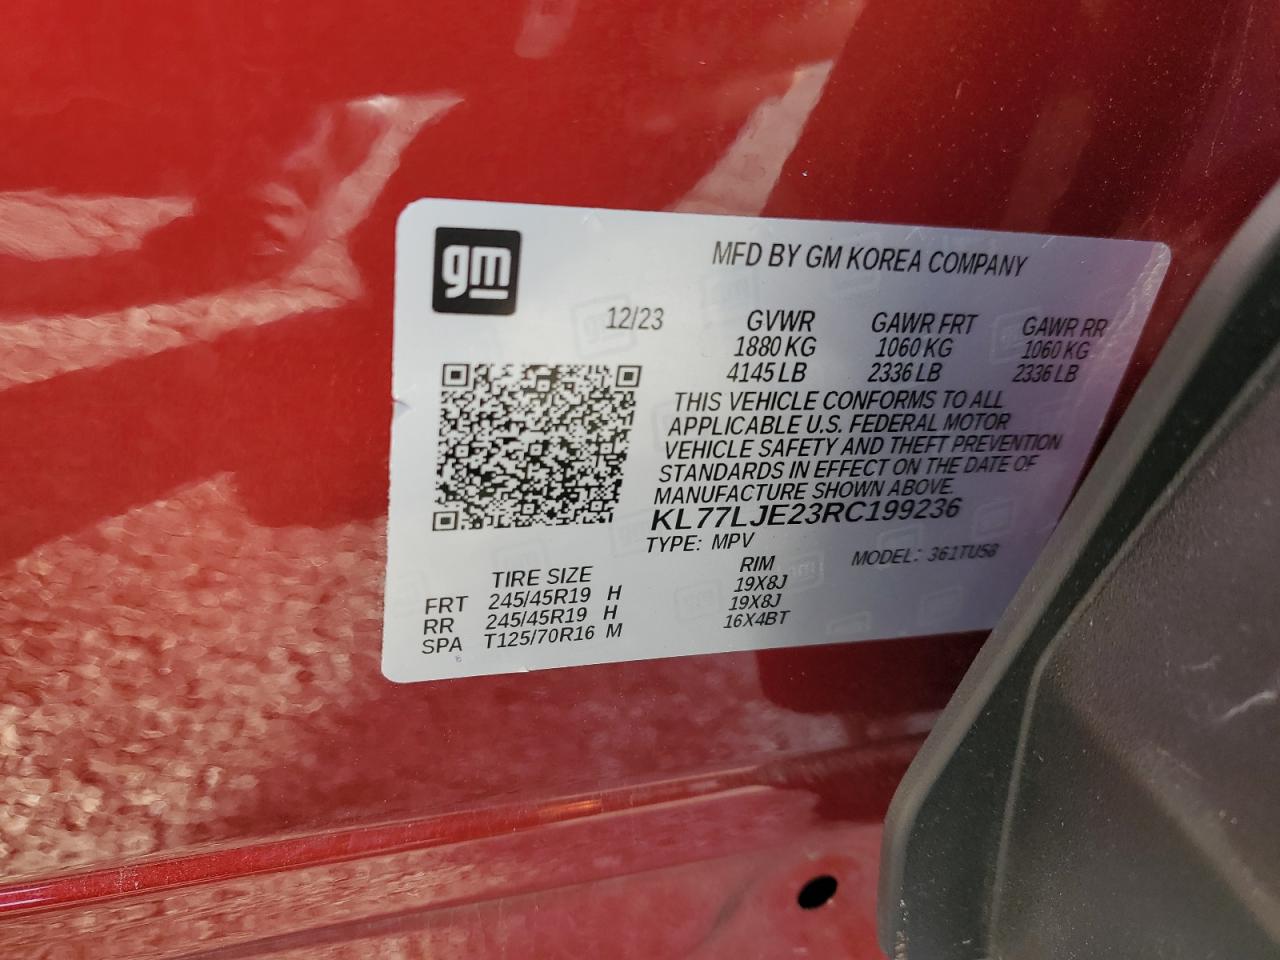 gm
MFD BY GM KOREA COMPANY
12/23 GVWR GAWR FRT GAWR RR
1880 KG 1060 KG 1060 KG
4145 LB 2336 LB 2336 LB
THIS VEHICLE CONFORMS TO ALL
APPLICABLE U.S. FEDERAL MOTOR
VEHICLE SAFETY AND THEFT PREVENTION
STANDARDS IN EFFECT ON THE DATE OF
MANUFACTURE SHOWN ABOVE.
KL77LJE23RC199236
TYPE: MPV MODEL: 361TU58
TIRE SIZE RIM
FRT 245/45R19 H 19X8J
RR 245/45R19 H 19X8J
SPA T125/70R16 M 16X4BT